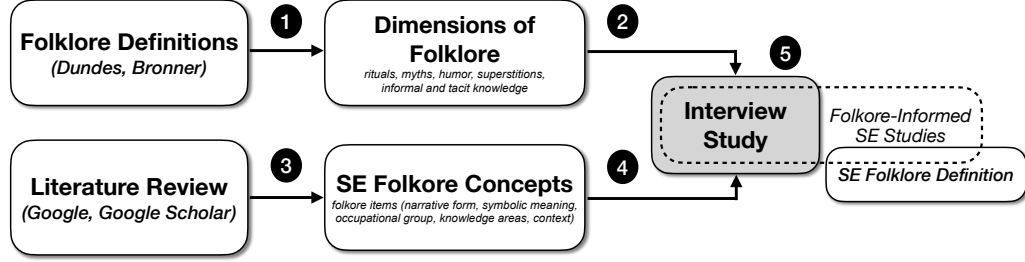 1
Folklore Definitions
(Dundes, Bronner)
Dimensions of
Folklore
rituals, myths, humor, superstitions,
informal and tacit knowledge
2
5
Interview
Study
Folkore-Informed
SE Studies
SE Folklore Definition
3
Literature Review
(Google, Google Scholar)
SE Folkore Concepts
folkore items (narrative form, symbolic meaning,
occupational group, knowledge areas, context)
4